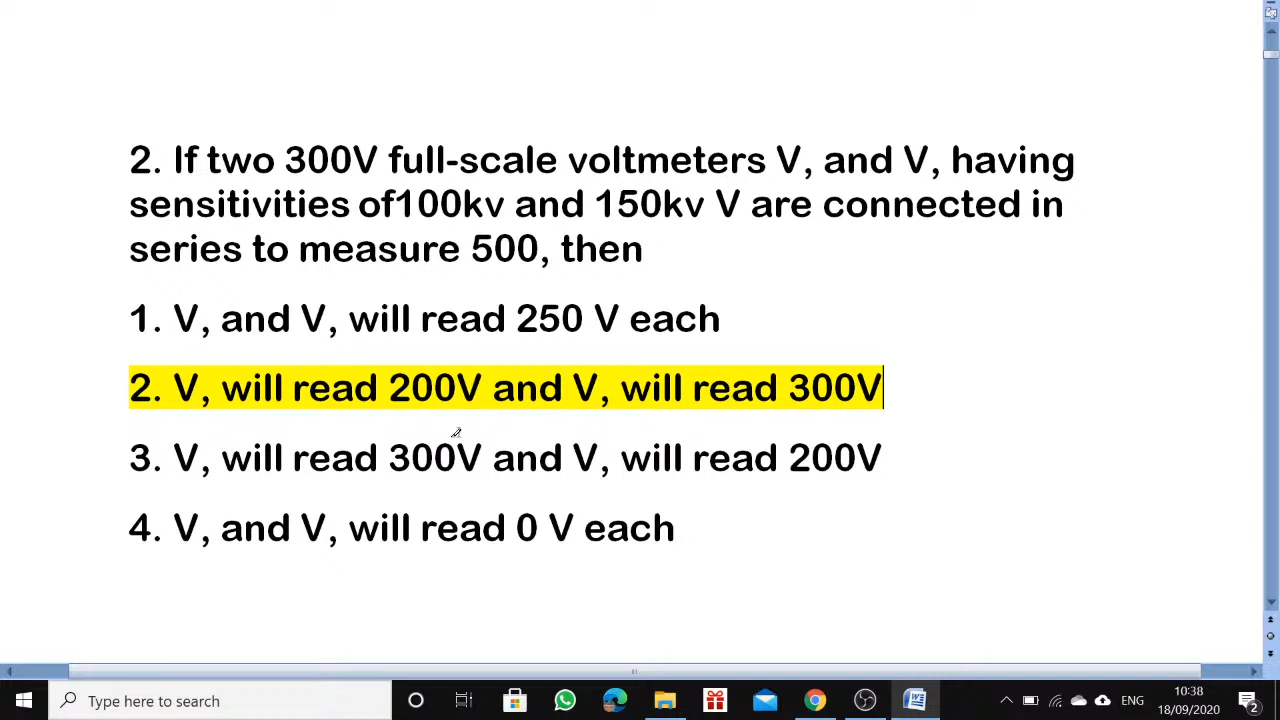 2. If two 300V full-scale voltmeters V, and V, having
sensitivities of100kv and 150kv V are connected in
series to measure 500, then
1. V, and V, will read 250 V each
2. V, will read 200V and V, will read 300V
3. V, will read 300V and V, will read 200V
4. V, and V, will read 0 V each
Type here to search
ENG
10:38
18/09/2020
2